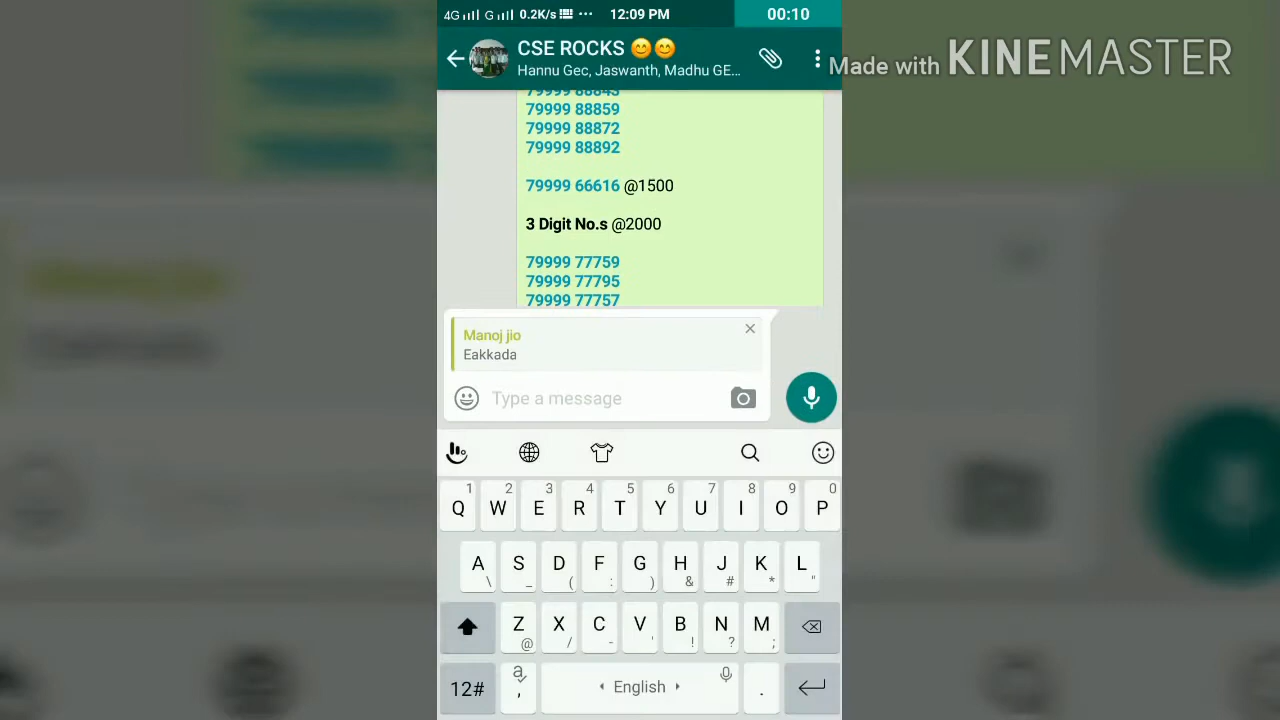 4G G 0.2K/s ... 12:09 PM 00:10
CSE ROCKS 😊😊
Hannu Gec, Jaswanth, Madhu GE...
Made with KINEMASTER
79999 88843
79999 88859
79999 88872
79999 88892
79999 66616 @1500
3 Digit No.s @2000
79999 77759
79999 77795
79999 77757
Manoj jio
Eakkada
Type a message
1 2 3 4 5 6 7 8 9 0
Q W E R T Y U I O P
A S D F G H J K L
\ _ ( : ) & # * "
Z X C V B N M
@ / - ' ! ? ;
12# , English .